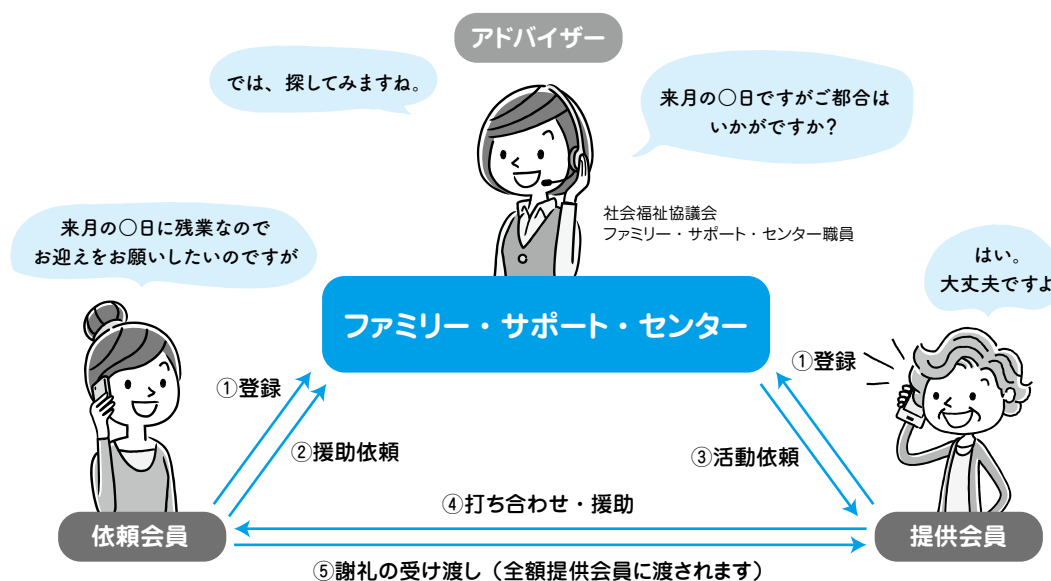 アドバイザー
では、探してみますね。
来月の〇日ですがご都合は
いかがですか？
社会福祉協議会
ファミリー・サポート・センター職員
来月の〇日に残業なので
お迎えをお願いしたいのですが
はい。
大丈夫ですよ
ファミリー・サポート・センター
①登録
①登録
②援助依頼
③活動依頼
④打ち合わせ・援助
依頼会員
提供会員
⑤謝礼の受け渡し（全額提供会員に渡されます）